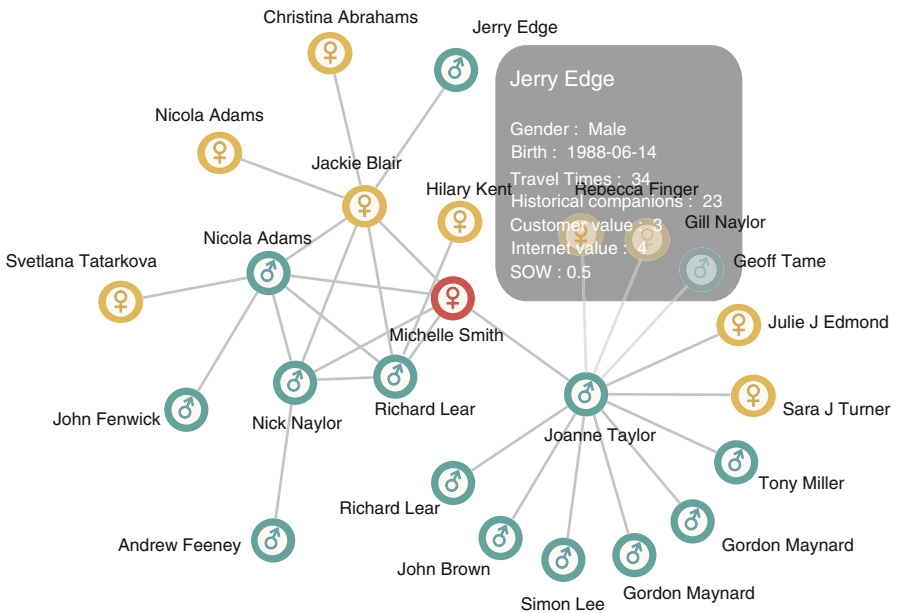 Christina Abrahams
Jerry Edge
Jerry Edge
Gender : Male
Birth : 1988-06-14
Travel Times : 34
Historical companions : 23
Customer value : 3
Internet value : 4
SOW : 0.5
Nicola Adams
Jackie Blair
Hilary Kent
Rebecca Finger
Gill Naylor
Nicola Adams
Geoff Tame
Svetlana Tatarkova
Julie J Edmond
Michelle Smith
Sara J Turner
John Fenwick
Nick Naylor
Richard Lear
Joanne Taylor
Tony Miller
Richard Lear
Andrew Feeney
John Brown
Gordon Maynard
Simon Lee
Gordon Maynard